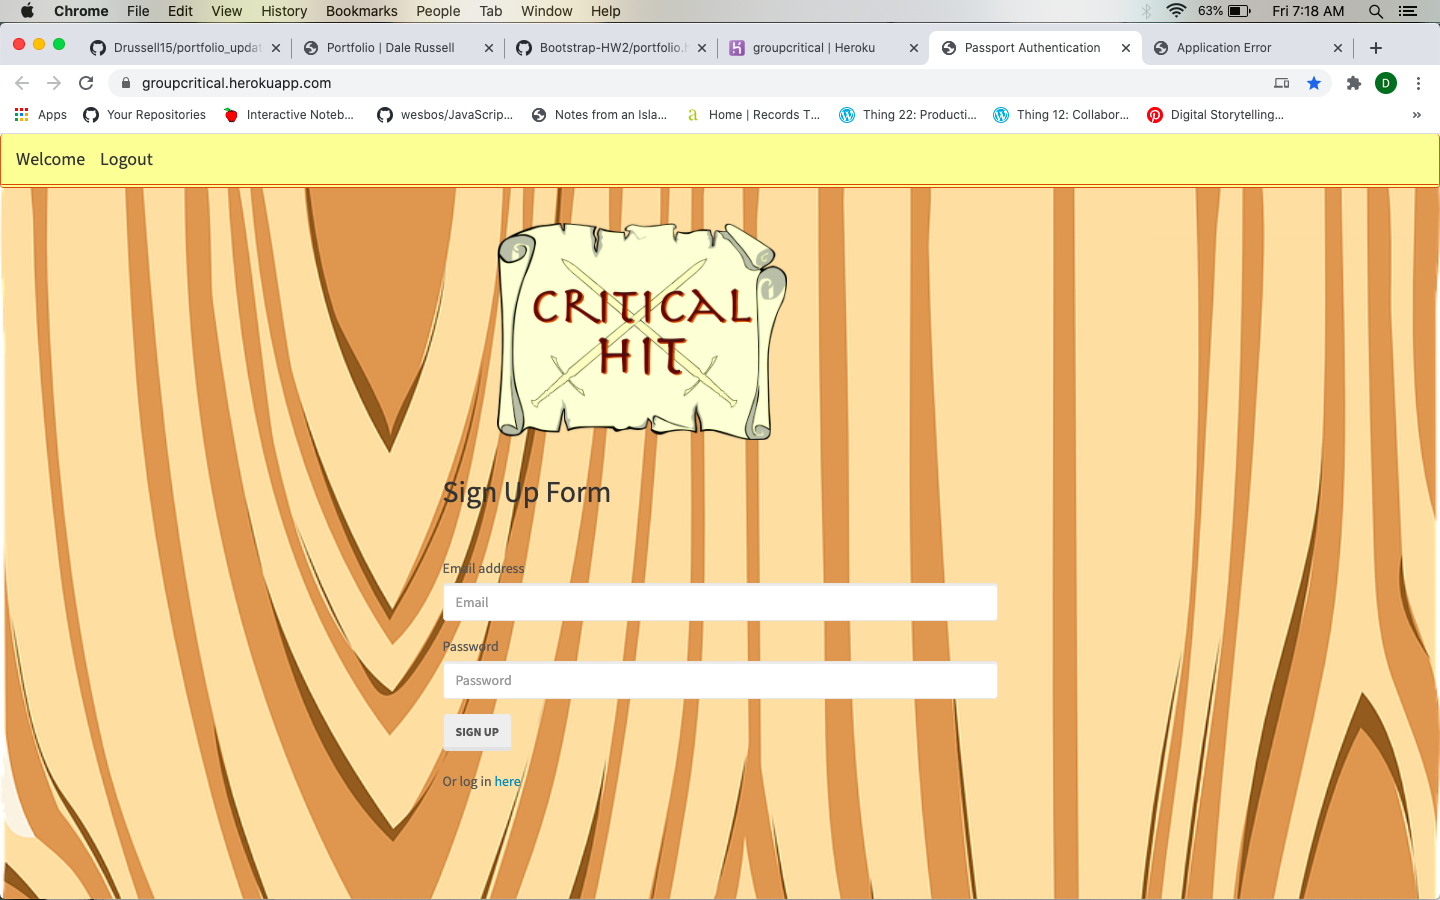 Chrome File Edit View History Bookmarks People Tab Window Help 63% Fri 7:18 AM
Drussell15/portfolio_updat Portfolio | Dale Russell Bootstrap-HW2/portfolio.h groupcritical | Heroku Passport Authentication Application Error
groupcritical.herokuapp.com D
Apps Your Repositories Interactive Noteb... wesbos/JavaScrip... Notes from an Isla... Home | Records T... Thing 22: Producti... Thing 12: Collabor... Digital Storytelling... »
Welcome Logout
CRITICAL
HIT
Sign Up Form
Email address
Email
Password
Password
SIGN UP
Or log in here